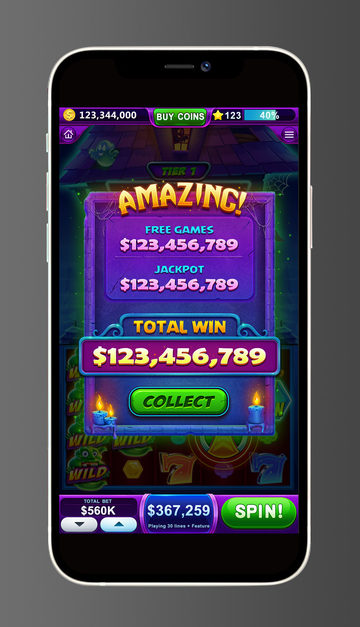 123,344,000
BUY COINS
123
40%
TIER 1
AMAZING!
FREE GAMES
$123,456,789
JACKPOT
$123,456,789
TOTAL WIN
$123,456,789
COLLECT
WILD
WILD
WILD
TOTAL BET
$560K
$367,259
Playing 30 lines + Feature
SPIN!